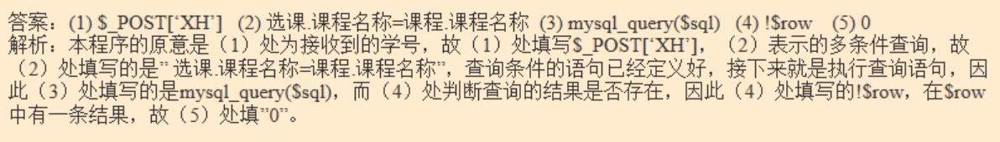 答案：(1) $_POST['XH'] (2) 选课.课程名称=课程.课程名称 (3) mysql_query($sql) (4) !$row (5) 0
解析：本程序的原意是（1）处为接收到的学号，故（1）处填写$_POST['XH']，（2）表示的多条件查询，故
（2）处填写的是”选课.课程名称=课程.课程名称”，查询条件的语句已经定义好，接下来就是执行查询语句，因
此（3）处填写的是mysql_query($sql)，而（4）处判断查询的结果是否存在，因此（4）处填写的!$row，在$row
中有一条结果，故（5）处填”0”。